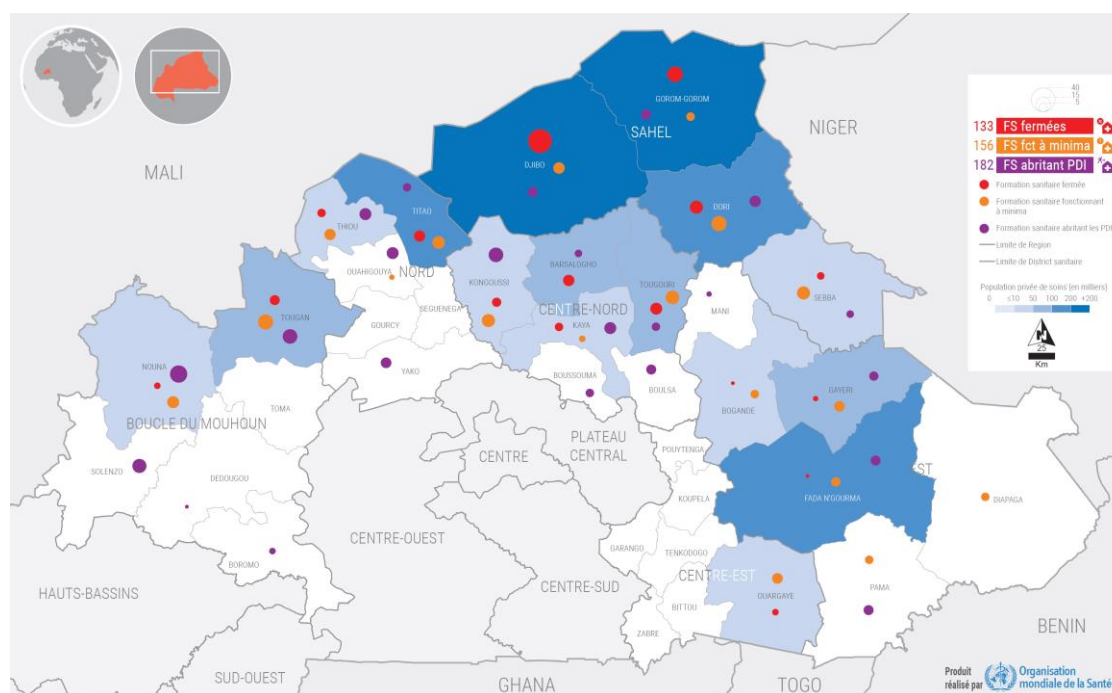 40
15
5
133 FS fermées
156 FS fct à minima
182 FS abritant PDI
Formation sanitaire fermée
Formation sanitaire fonctionnant
à minima
Formation sanitaire abritant les PDI
Limite de Region
Limite de District sanitaire
Population privée de soins (en milliers)
0 ≤10 50 100 200 +200
25
Km
MALI
NIGER
GOROM-GOROM
SAHEL
DJIBO
TITAO
THIOU
DORI
OUAHIGOUYA
NORD
KONGOUSSI
BARSALOGHO
TOUGOURI
SEBBA
SEGUENEGA
MANI
TOUGAN
GOURCY
CENTRE-NORD
KAYA
NOUNA
YAKO
BOUSSOUMA
BOULSA
BOGANDE
GAYERI
TOMA
BOUCLE DU MOUHOUN
PLATEAU
CENTRAL
CENTRE
POUYTENGA
SOLENZO
DEDOUGOU
EST
KOUPELA
FADA N'GOURMA
DIAPAGA
CENTRE-OUEST
GARANGO
TENKODOGO
BOROMO
CENTRE-SUD
CENTRE-EST
OUARGAYE
PAMA
HAUTS-BASSINS
BITTOU
ZABRE
BENIN
SUD-OUEST
GHANA
TOGO
Produit
réalisé par
Organisation
mondiale de la Santé